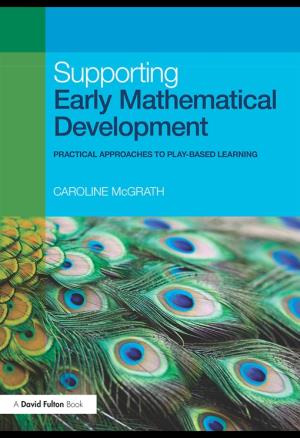 Supporting
Early Mathematical
Development
PRACTICAL APPROACHES TO PLAY-BASED LEARNING
CAROLINE McGRATH
A David Fulton Book